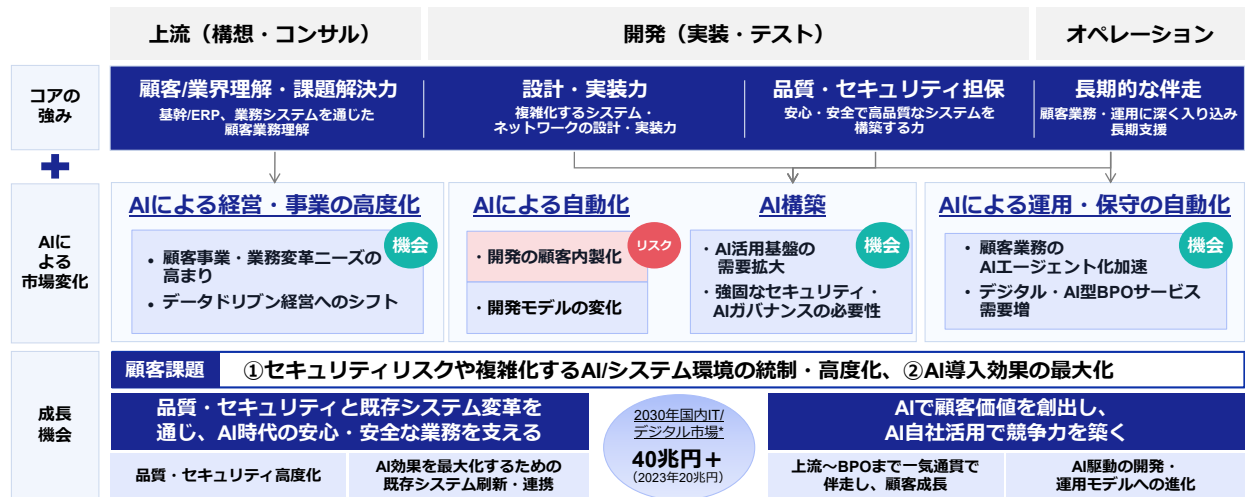 上流（構想・コンサル）
開発（実装・テスト）
オペレーション
コアの
強み
顧客/業界理解・課題解決力
基幹/ERP、業務システムを通じた
顧客業務理解
設計・実装力
複雑化するシステム・
ネットワークの設計・実装力
品質・セキュリティ担保
安心・安全で高品質なシステムを
構築する力
長期的な伴走
顧客業務・運用に深く入り込み
長期支援
AIに
よる
市場変化
AIによる経営・事業の高度化
機会
• 顧客事業・業務変革ニーズの
高まり
• データドリブン経営へのシフト
AIによる自動化
リスク
・開発の顧客内製化
・開発モデルの変化
AI構築
機会
・AI活用基盤の
需要拡大
・強固なセキュリティ・
AIガバナンスの必要性
AIによる運用・保守の自動化
機会
• 顧客業務の
AIエージェント化加速
• デジタル・AI型BPOサービス
需要増
成長
機会
顧客課題
①セキュリティリスクや複雑化するAI/システム環境の統制・高度化、②AI導入効果の最大化
品質・セキュリティと既存システム変革を
通じ、AI時代の安心・安全な業務を支える
品質・セキュリティ高度化
AI効果を最大化するための
既存システム刷新・連携
2030年国内IT/
デジタル市場*
40兆円＋
（2023年20兆円）
AIで顧客価値を創出し、
AI自社活用で競争力を築く
上流～BPOまで一気通貫で
伴走し、顧客成長
AI駆動の開発・
運用モデルへの進化